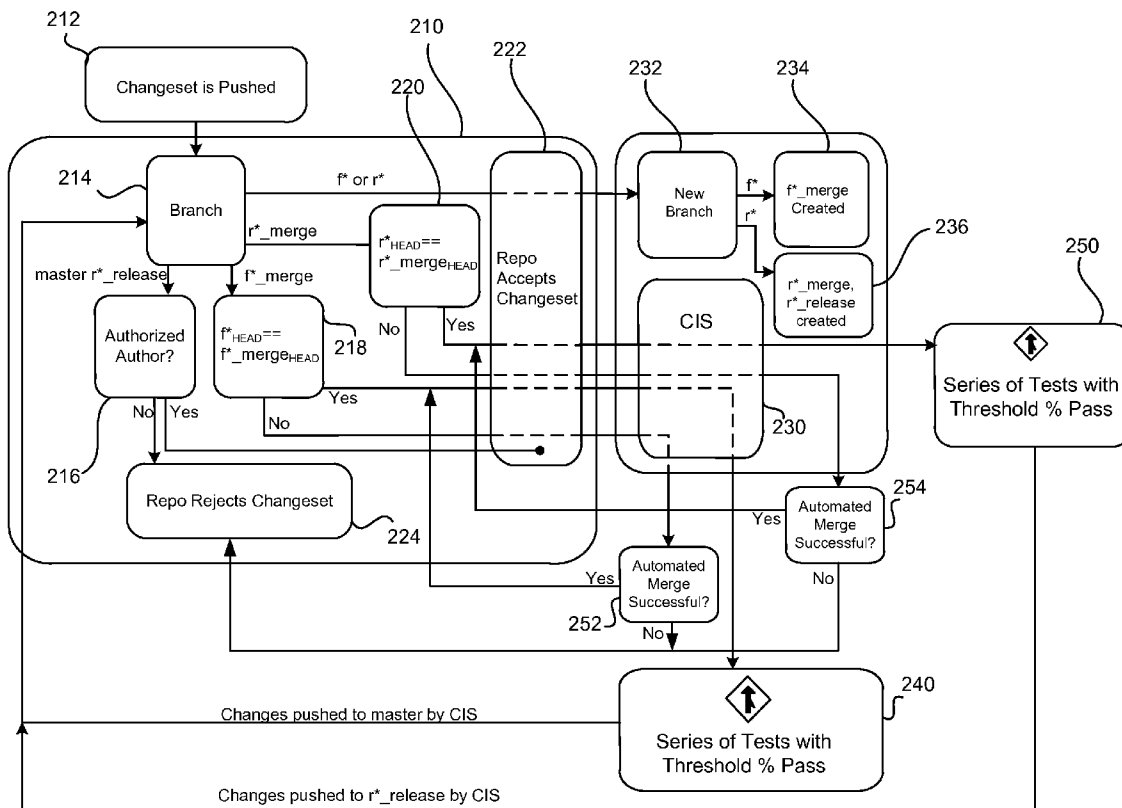 212
210
222
232
234
220
Changeset is Pushed
214
Branch
f* or r*
New
Branch
f*
f*_merge
Created
r*
r*_merge
r*HEAD==
r*_mergeHEAD
Repo
Accepts
Changeset
236
250
r*_merge,
r*_release
created
master r*_release
f*_merge
Authorized
Author?
f*HEAD==
f*_mergeHEAD
218
No
Yes
CIS
Series of Tests with
Threshold % Pass
No
Yes
Yes
No
230
216
Repo Rejects Changeset
224
Yes
Automated
Merge
Successful?
254
Yes
Automated
Merge
Successful?
No
252
No
240
Changes pushed to master by CIS
Series of Tests with
Threshold % Pass
Changes pushed to r*_release by CIS